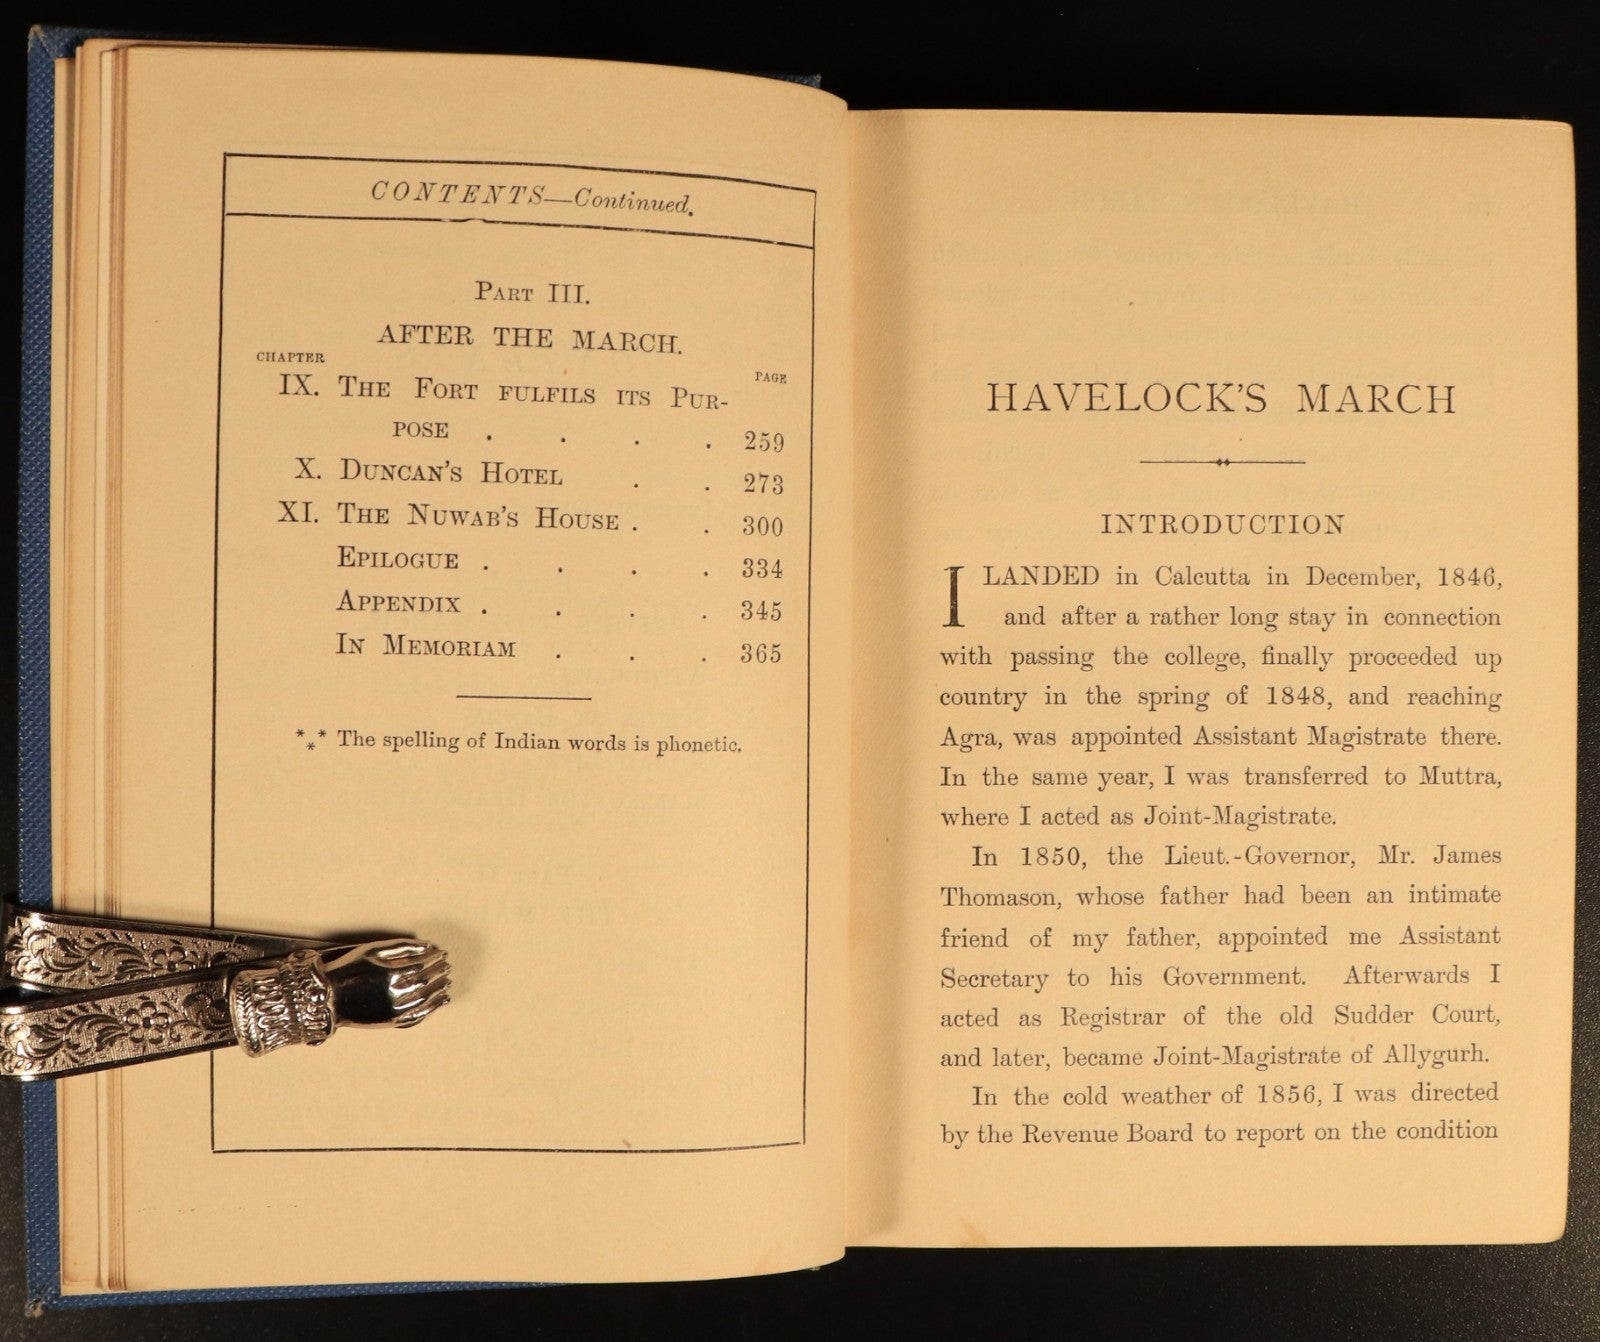 CONTENTS—Continued.
PART III.
AFTER THE MARCH.
CHAPTER
PAGE
IX. THE FORT FULFILS ITS PUR-
POSE . . . . 259
X. DUNCAN'S HOTEL . . 273
XI. THE NUWAB'S HOUSE . . 300
EPILOGUE . . . . 334
APPENDIX . . . . 345
IN MEMORIAM . . . 365
*** The spelling of Indian words is phonetic.
HAVELOCK'S MARCH
INTRODUCTION
I LANDED in Calcutta in December, 1846,
and after a rather long stay in connection
with passing the college, finally proceeded up
country in the spring of 1848, and reaching
Agra, was appointed Assistant Magistrate there.
In the same year, I was transferred to Muttra,
where I acted as Joint-Magistrate.
In 1850, the Lieut.-Governor, Mr. James
Thomason, whose father had been an intimate
friend of my father, appointed me Assistant
Secretary to his Government. Afterwards I
acted as Registrar of the old Sudder Court,
and later, became Joint-Magistrate of Allygurh.
In the cold weather of 1856, I was directed
by the Revenue Board to report on the condition